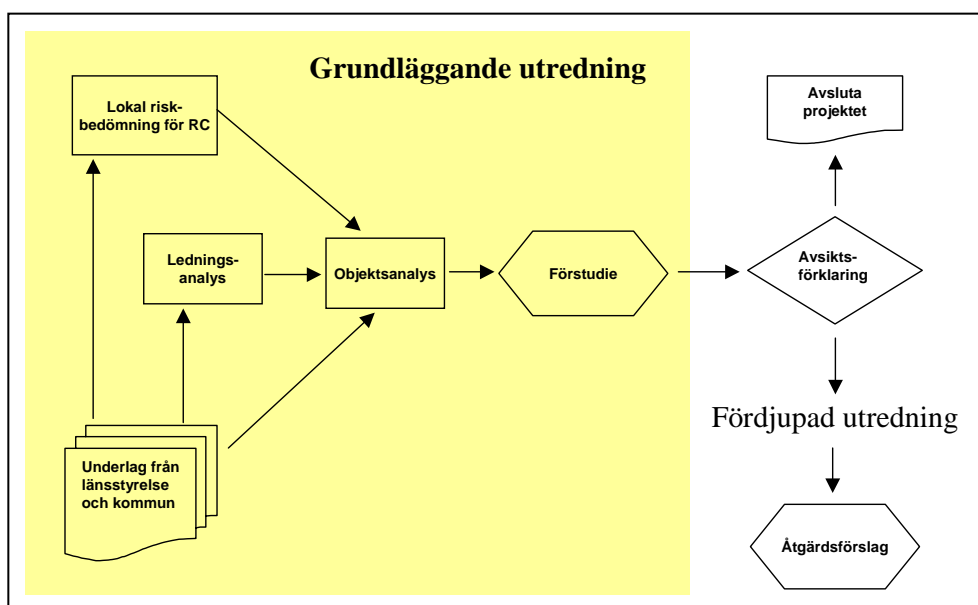 Grundläggande utredning
Lokal risk-
bedömning för RC
Lednings-
analys
Objektsanalys
Förstudie
Underlag från
länsstyrelse
och kommun
Avsluta
projektet
Avsikts-
förklaring
Fördjupad utredning
Åtgärdsförslag